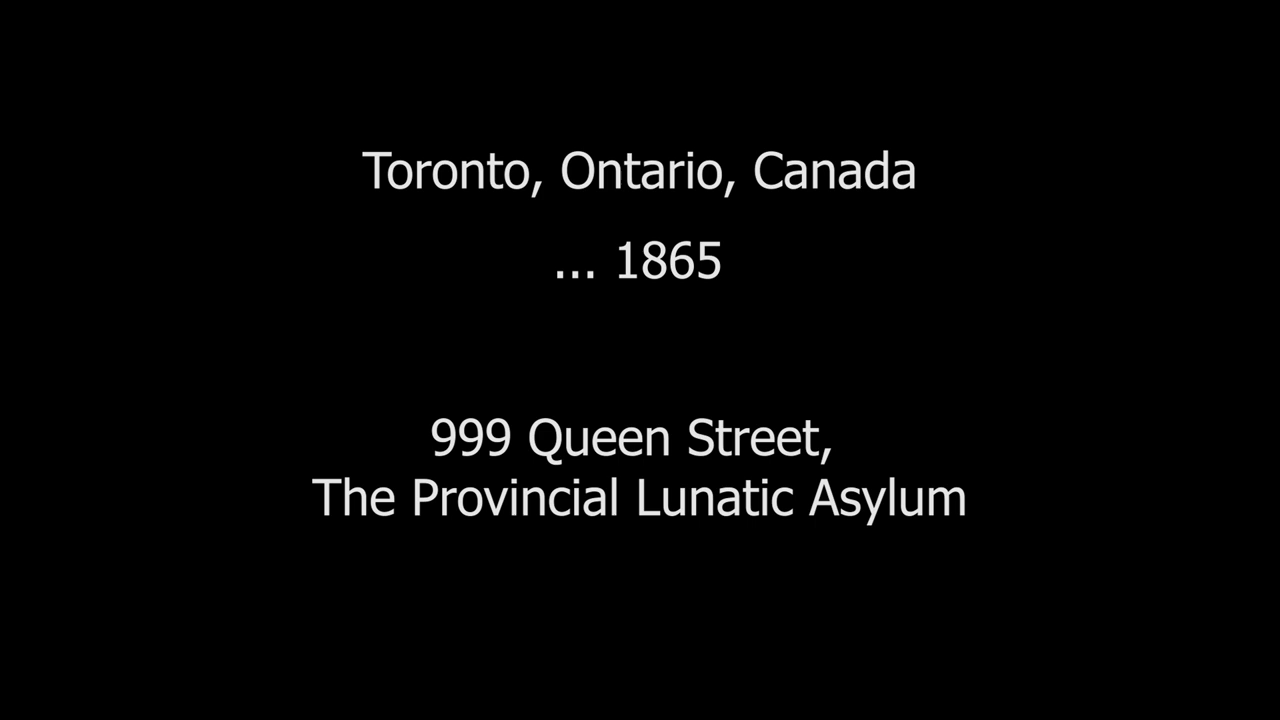 Toronto, Ontario, Canada
... 1865
999 Queen Street,
The Provincial Lunatic Asylum